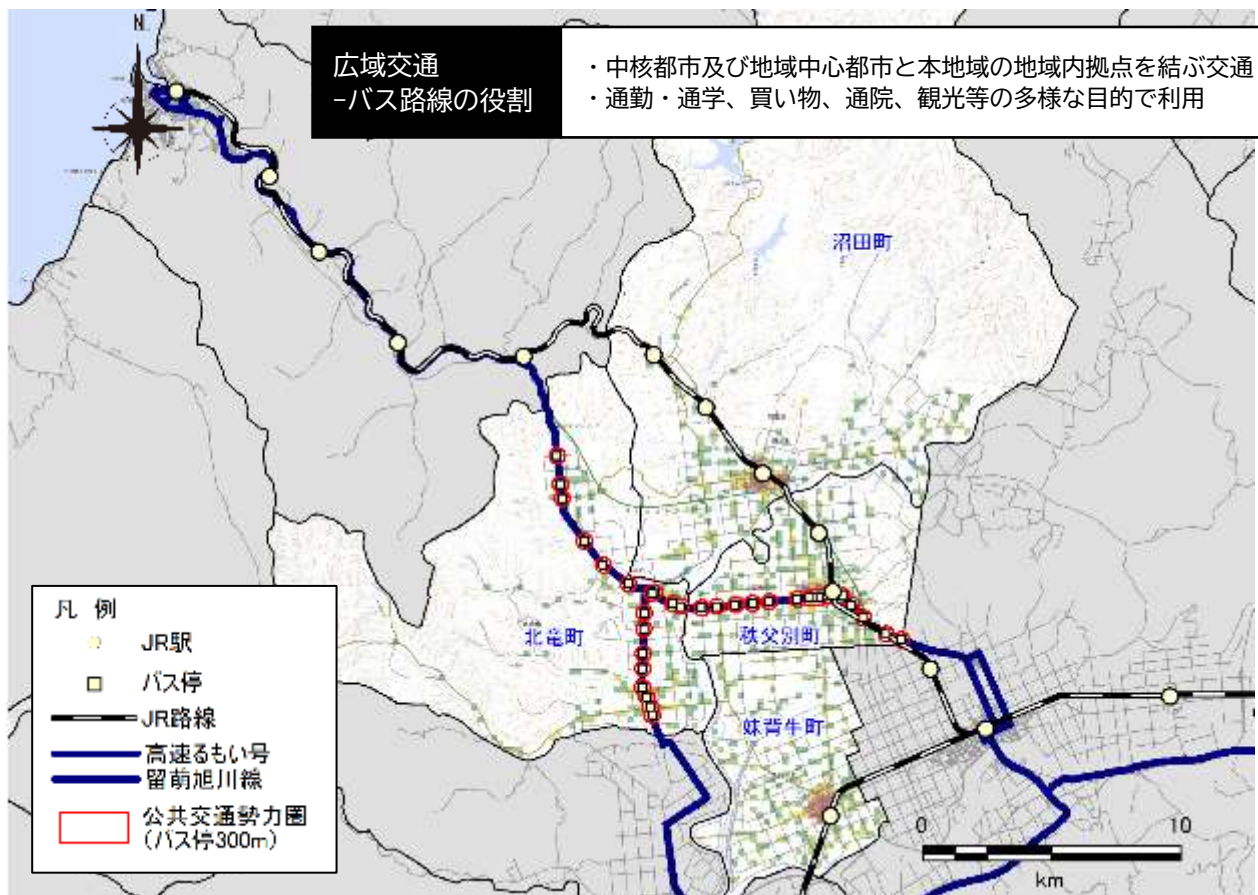 N
広域交通
-バス路線の役割
・中核都市及び地域中心都市と本地域の地域内拠点を結ぶ交通
・通勤・通学、買い物、通院、観光等の多様な目的で利用
沼田町
北竜町
秩父別町
妹背牛町
凡 例
JR駅
バス停
JR路線
高速るもい号
留萌旭川線
公共交通勢力圏
(バス停300m)
0 10
km